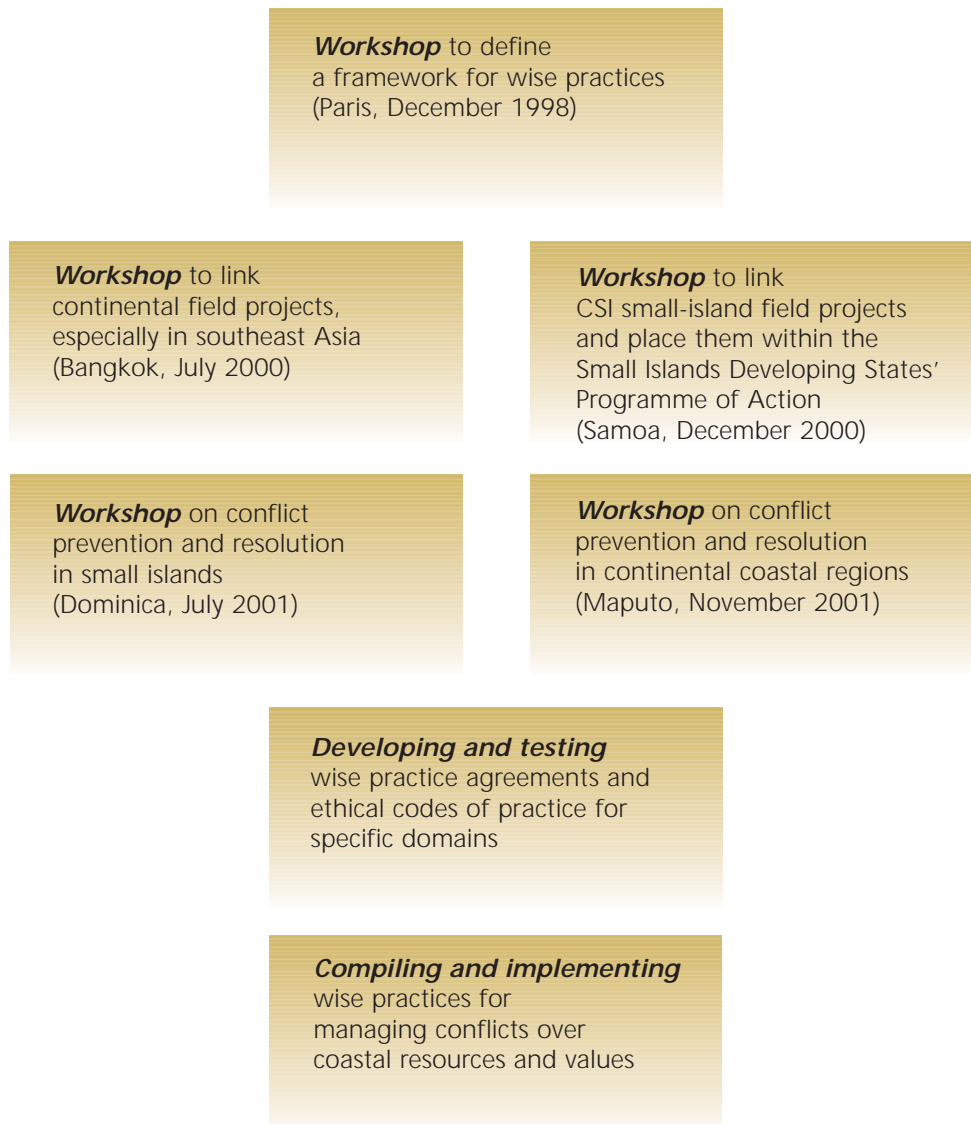 Workshop to define
a framework for wise practices
(Paris, December 1998)
Workshop to link
continental field projects,
especially in southeast Asia
(Bangkok, July 2000)
Workshop to link
CSI small-island field projects
and place them within the
Small Islands Developing States’
Programme of Action
(Samoa, December 2000)
Workshop on conflict
prevention and resolution
in small islands
(Dominica, July 2001)
Workshop on conflict
prevention and resolution
in continental coastal regions
(Maputo, November 2001)
Developing and testing
wise practice agreements and
ethical codes of practice for
specific domains
Compiling and implementing
wise practices for
managing conflicts over
coastal resources and values